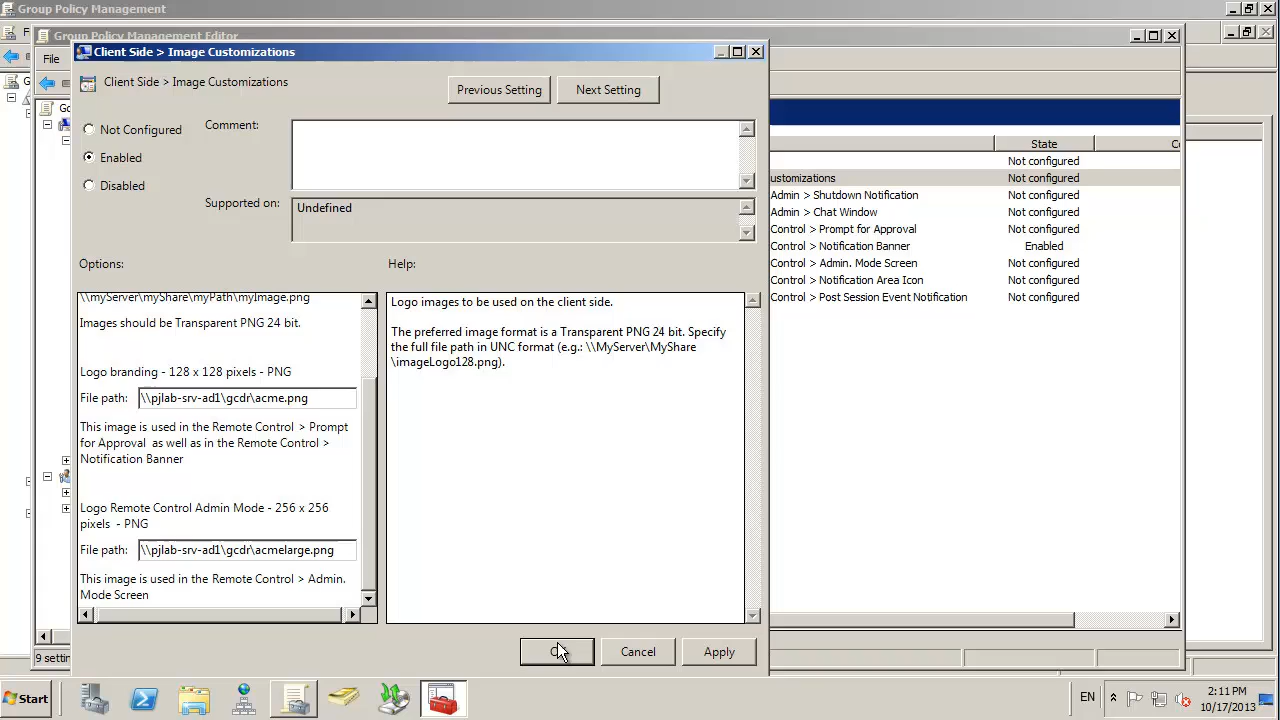 Group Policy Management
Group Policy Management Editor
Client Side > Image Customizations
File
Client Side > Image Customizations
Previous Setting
Next Setting
Not Configured
Comment:
Enabled
Disabled
Supported on:
Undefined
Options:
Help:
\\myServer\myShare\myPath\myImage.png
Images should be Transparent PNG 24 bit.
Logo branding - 128 x 128 pixels - PNG
File path:
\\pjlab-srv-ad1\gcdr\acme.png
This image is used in the Remote Control > Prompt
for Approval as well as in the Remote Control >
Notification Banner
Logo Remote Control Admin Mode - 256 x 256
pixels - PNG
File path:
\\pjlab-srv-ad1\gcdr\acmelarge.png
This image is used in the Remote Control > Admin.
Mode Screen
Logo images to be used on the client side.
The preferred image format is a Transparent PNG 24 bit. Specify
the full file path in UNC format (e.g.: \\MyServer\MyShare
\imageLogo128.png).
Cancel
Apply
State
Not configured
ustomizations Not configured
Admin > Shutdown Notification Not configured
Admin > Chat Window Not configured
Control > Prompt for Approval Not configured
Control > Notification Banner Enabled
Control > Admin. Mode Screen Not configured
Control > Notification Area Icon Not configured
Control > Post Session Event Notification Not configured
9 settin
Start
EN
2:11 PM
10/17/2013